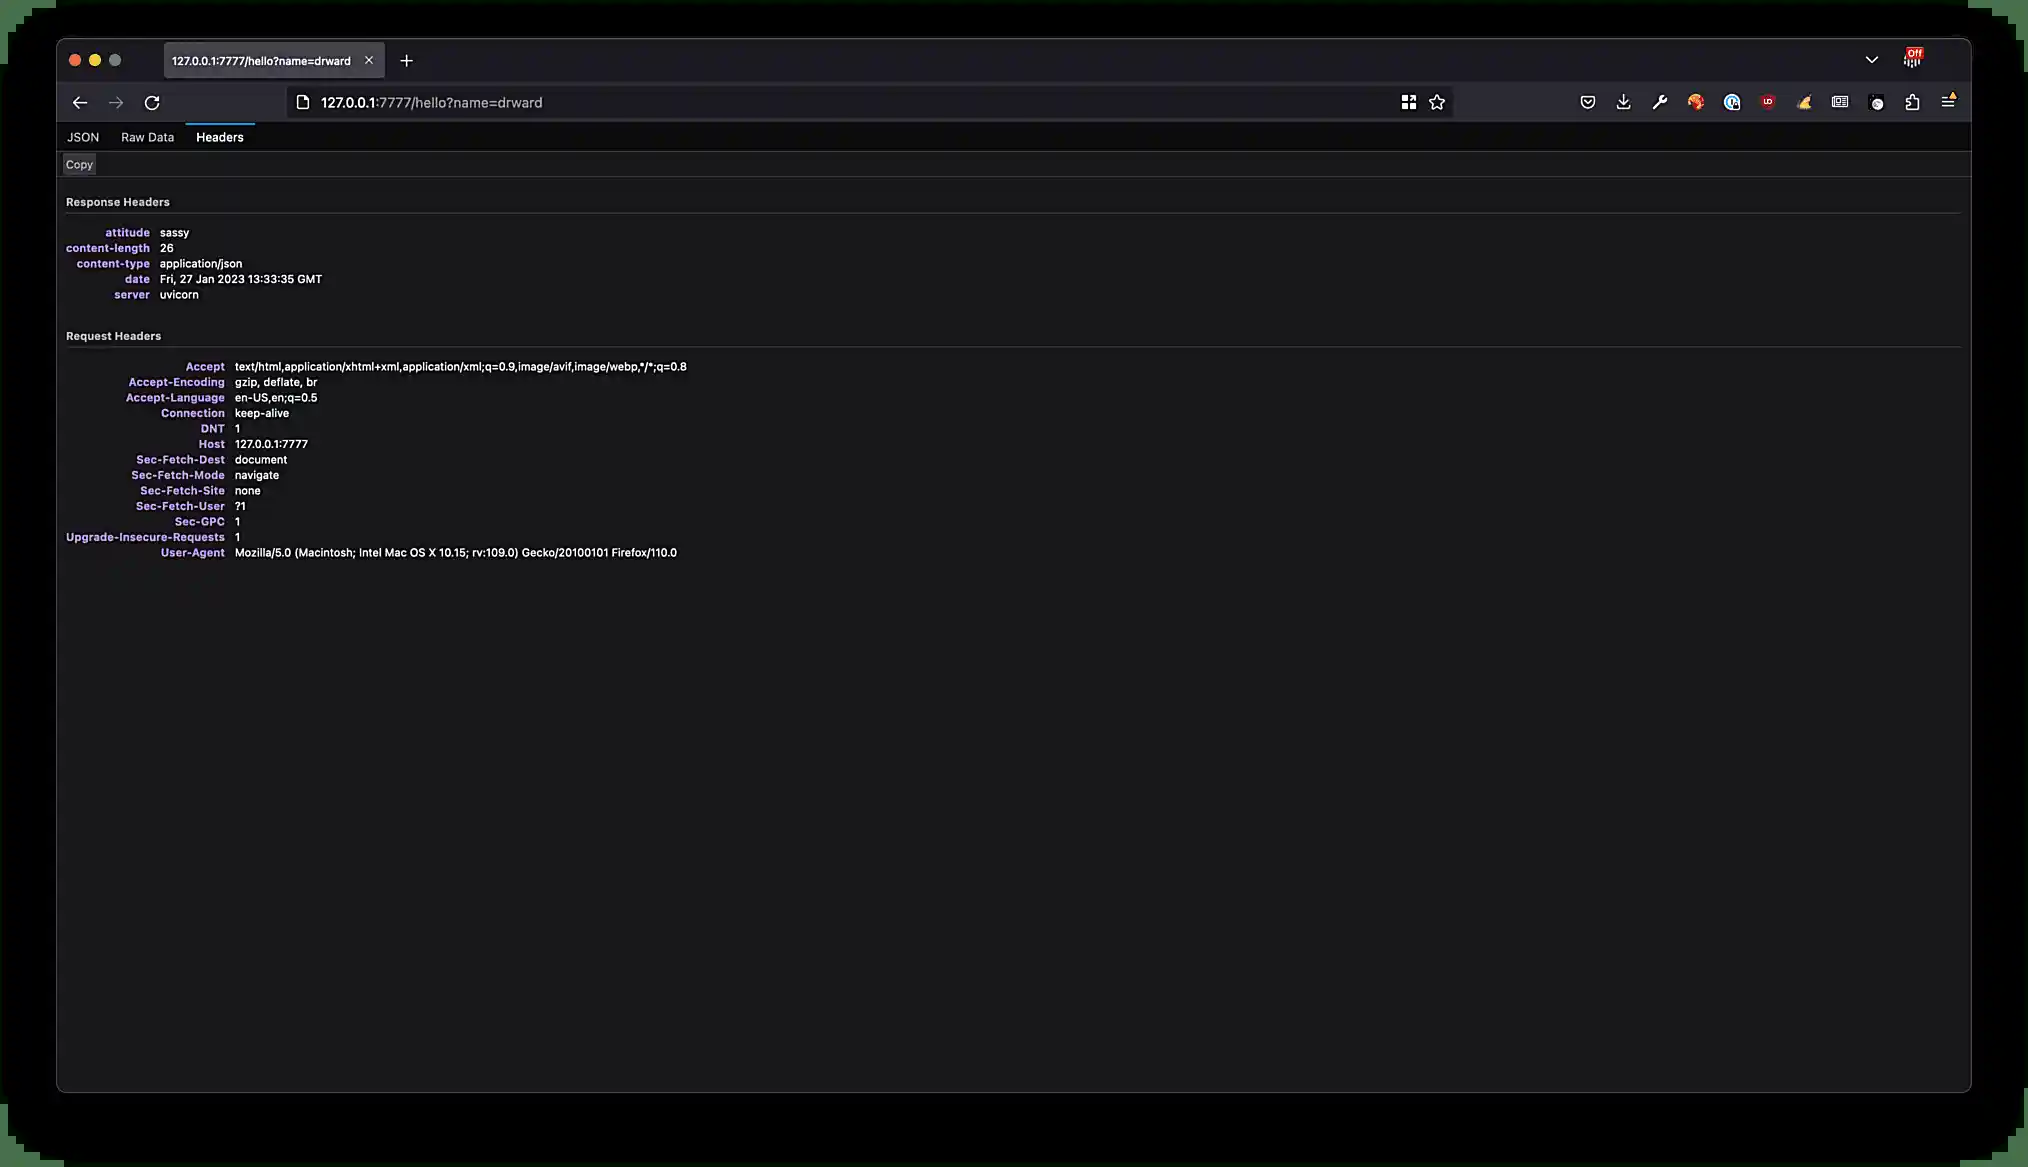 127.0.0.1:7777/hello?name=drward
Off
127.0.0.1:7777/hello?name=drward
JSON Raw Data Headers
Copy
Response Headers
attitude sassy
content-length 26
content-type application/json
date Fri, 27 Jan 2023 13:33:35 GMT
server uvicorn
Request Headers
Accept text/html,application/xhtml+xml,application/xml;q=0.9,image/avif,image/webp,*/*;q=0.8
Accept-Encoding gzip, deflate, br
Accept-Language en-US,en;q=0.5
Connection keep-alive
DNT 1
Host 127.0.0.1:7777
Sec-Fetch-Dest document
Sec-Fetch-Mode navigate
Sec-Fetch-Site none
Sec-Fetch-User ?1
Sec-GPC 1
Upgrade-Insecure-Requests 1
User-Agent Mozilla/5.0 (Macintosh; Intel Mac OS X 10.15; rv:109.0) Gecko/20100101 Firefox/110.0